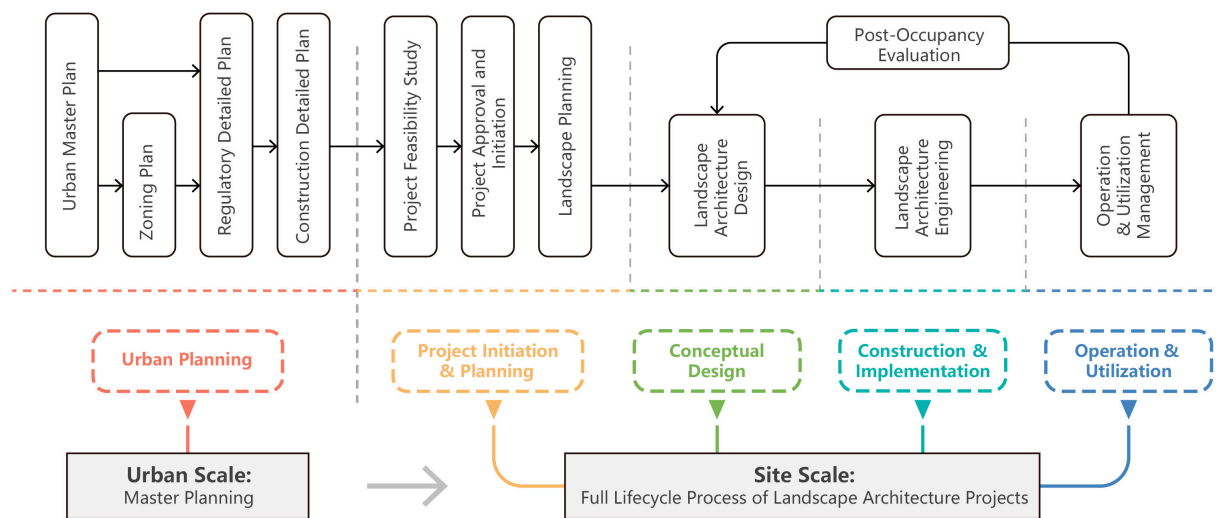 Urban Master Plan
Zoning Plan
Regulatory Detailed Plan
Construction Detailed Plan
Project Feasibility Study
Project Approval and
Initiation
Landscape Planning
Post-Occupancy
Evaluation
Landscape
Architecture
Design
Landscape
Architecture
Engineering
Operation
& Utilization
Management
Urban Planning
Project Initiation
& Planning
Conceptual
Design
Construction &
Implementation
Operation &
Utilization
Urban Scale:
Master Planning
Site Scale:
Full Lifecycle Process of Landscape Architecture Projects